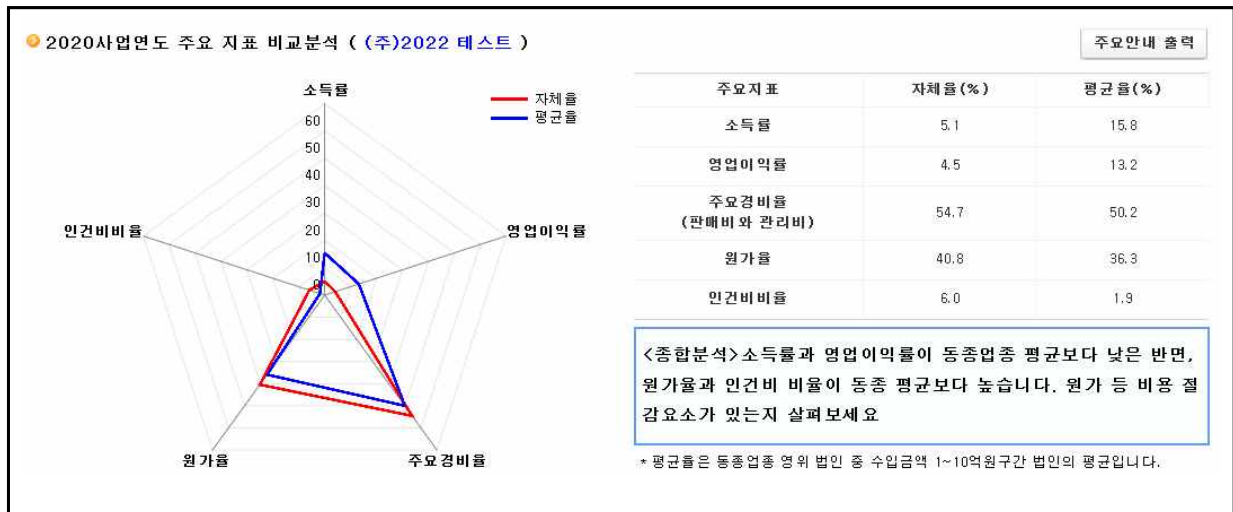 2020사업연도 주요 지표 비교분석 ( (주)2022 테스트 )
주요안내 출력
소득률
자체율
평균율
60
50
40
30
20
10
0
인건비비율
영업이익률
원가율
주요경비율
주요지표 자체율(%) 평균율(%)
소득률 5.1 15.8
영업이익률 4.5 13.2
주요경비율
(판매비와 관리비) 54.7 50.2
원가율 40.8 36.3
인건비비율 6.0 1.9
<종합분석>소득률과 영업이익률이 동종업종 평균보다 낮은 반면,
원가율과 인건비 비율이 동종 평균보다 높습니다. 원가 등 비용 절
감요소가 있는지 살펴보세요
* 평균율은 동종업종 영위 법인 중 수입금액 1~10억원구간 법인의 평균입니다.